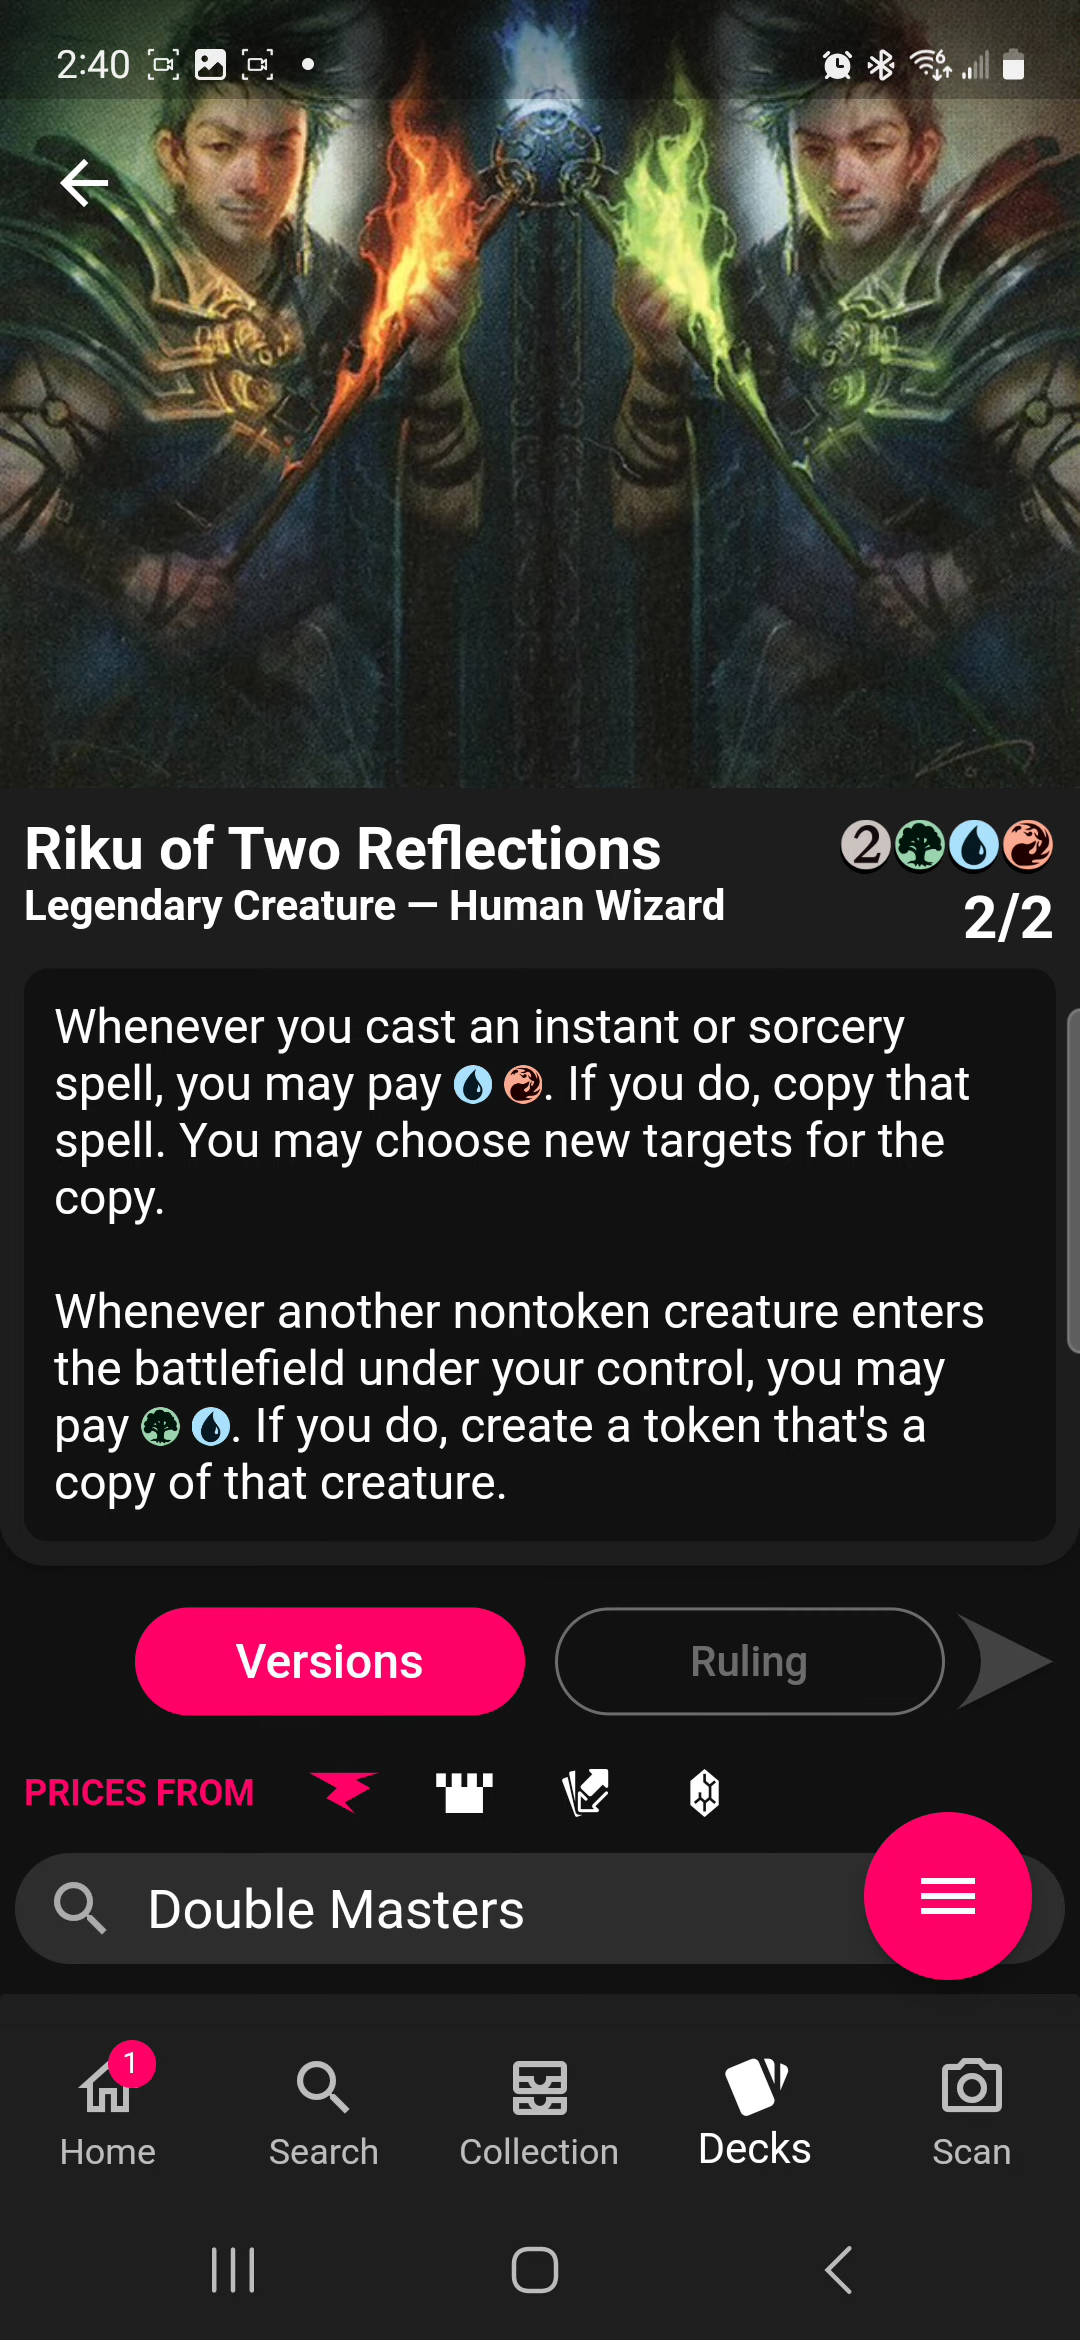 2:40
Riku of Two Reflections
2
Legendary Creature — Human Wizard
2/2
Whenever you cast an instant or sorcery
spell, you may pay . If you do, copy that
spell. You may choose new targets for the
copy.
Whenever another nontoken creature enters
the battlefield under your control, you may
pay . If you do, create a token that's a
copy of that creature.
Versions
Ruling
PRICES FROM
Double Masters
1
Home
Search
Collection
Decks
Scan